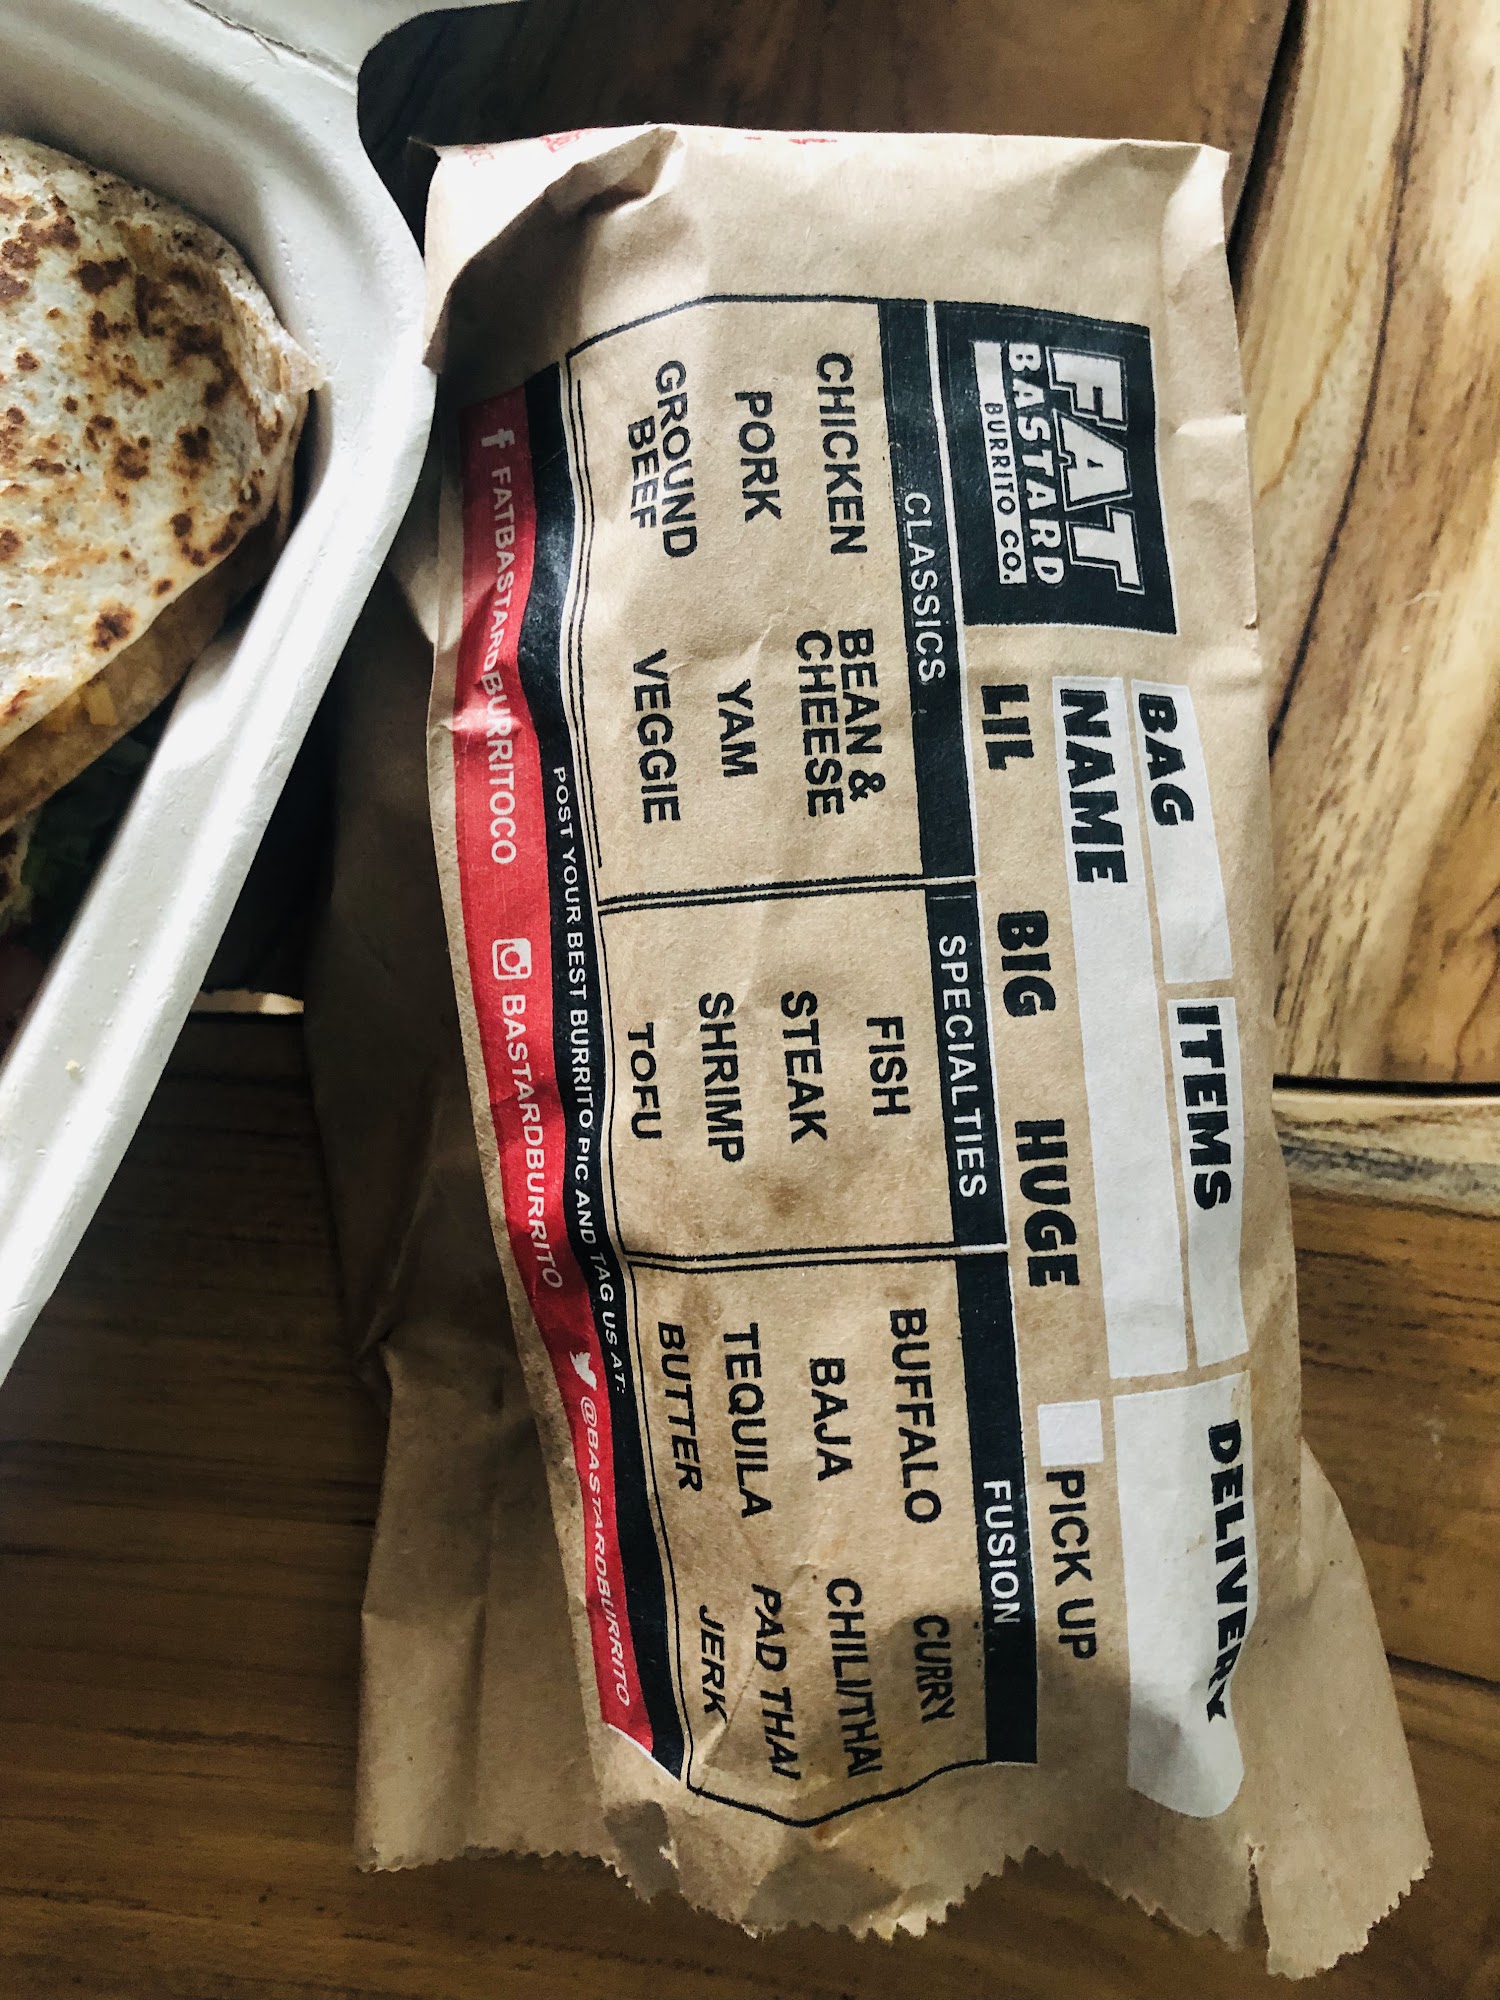 FAT
BASTARD
BURRITO CO.
BAG
ITEMS
DELIVERY
NAME
LIL
BIG
HUGE
PICK UP
CLASSICS
CHICKEN
BEAN &
CHEESE
PORK
YAM
GROUND
BEEF
VEGGIE
SPECIALTIES
FISH
STEAK
SHRIMP
TOFU
FUSION
BUFFALO
CURRY
BAJA
CHILI/THAI
TEQUILA
PAD THAI
BUTTER
JERK
POST YOUR BEST BURRITO PIC AND TAG US AT:
FATBASTARDBURRITOCO
BASTARDBURRITO
@BASTARDBURRITO